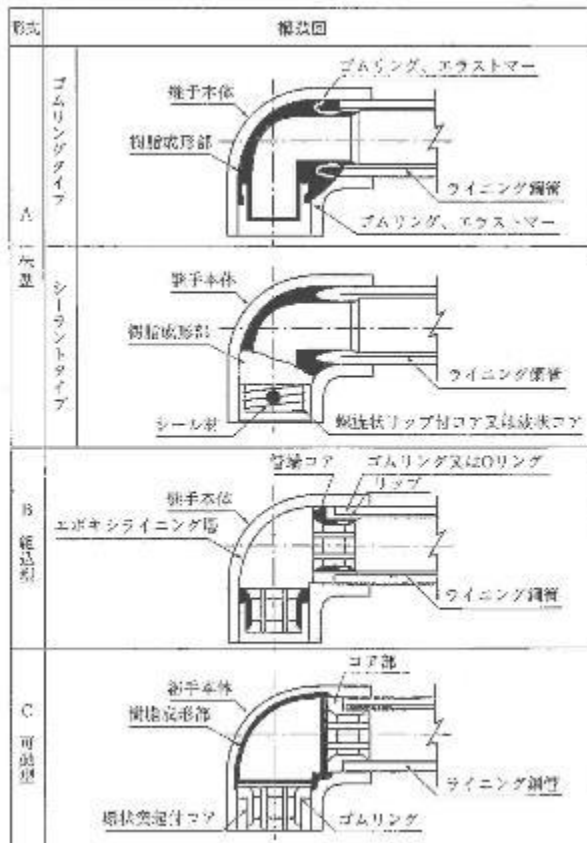 形式
構造図
A
一体型
ゴムリングタイプ
継手本体
ゴムリング、エラストマー
樹脂成形部
ライニング鋼管
ゴムリング、エラストマー
シーラントタイプ
継手本体
樹脂成形部
ライニング鋼管
シール材
螺旋状リップ付コア又は波状コア
B
組込型
管端コア
ゴムリング又はOリング
リップ
継手本体
エポキシライニング層
ライニング鋼管
C
可動型
コア部
継手本体
樹脂成形部
ライニング鋼管
環状突起付コア
ゴムリング